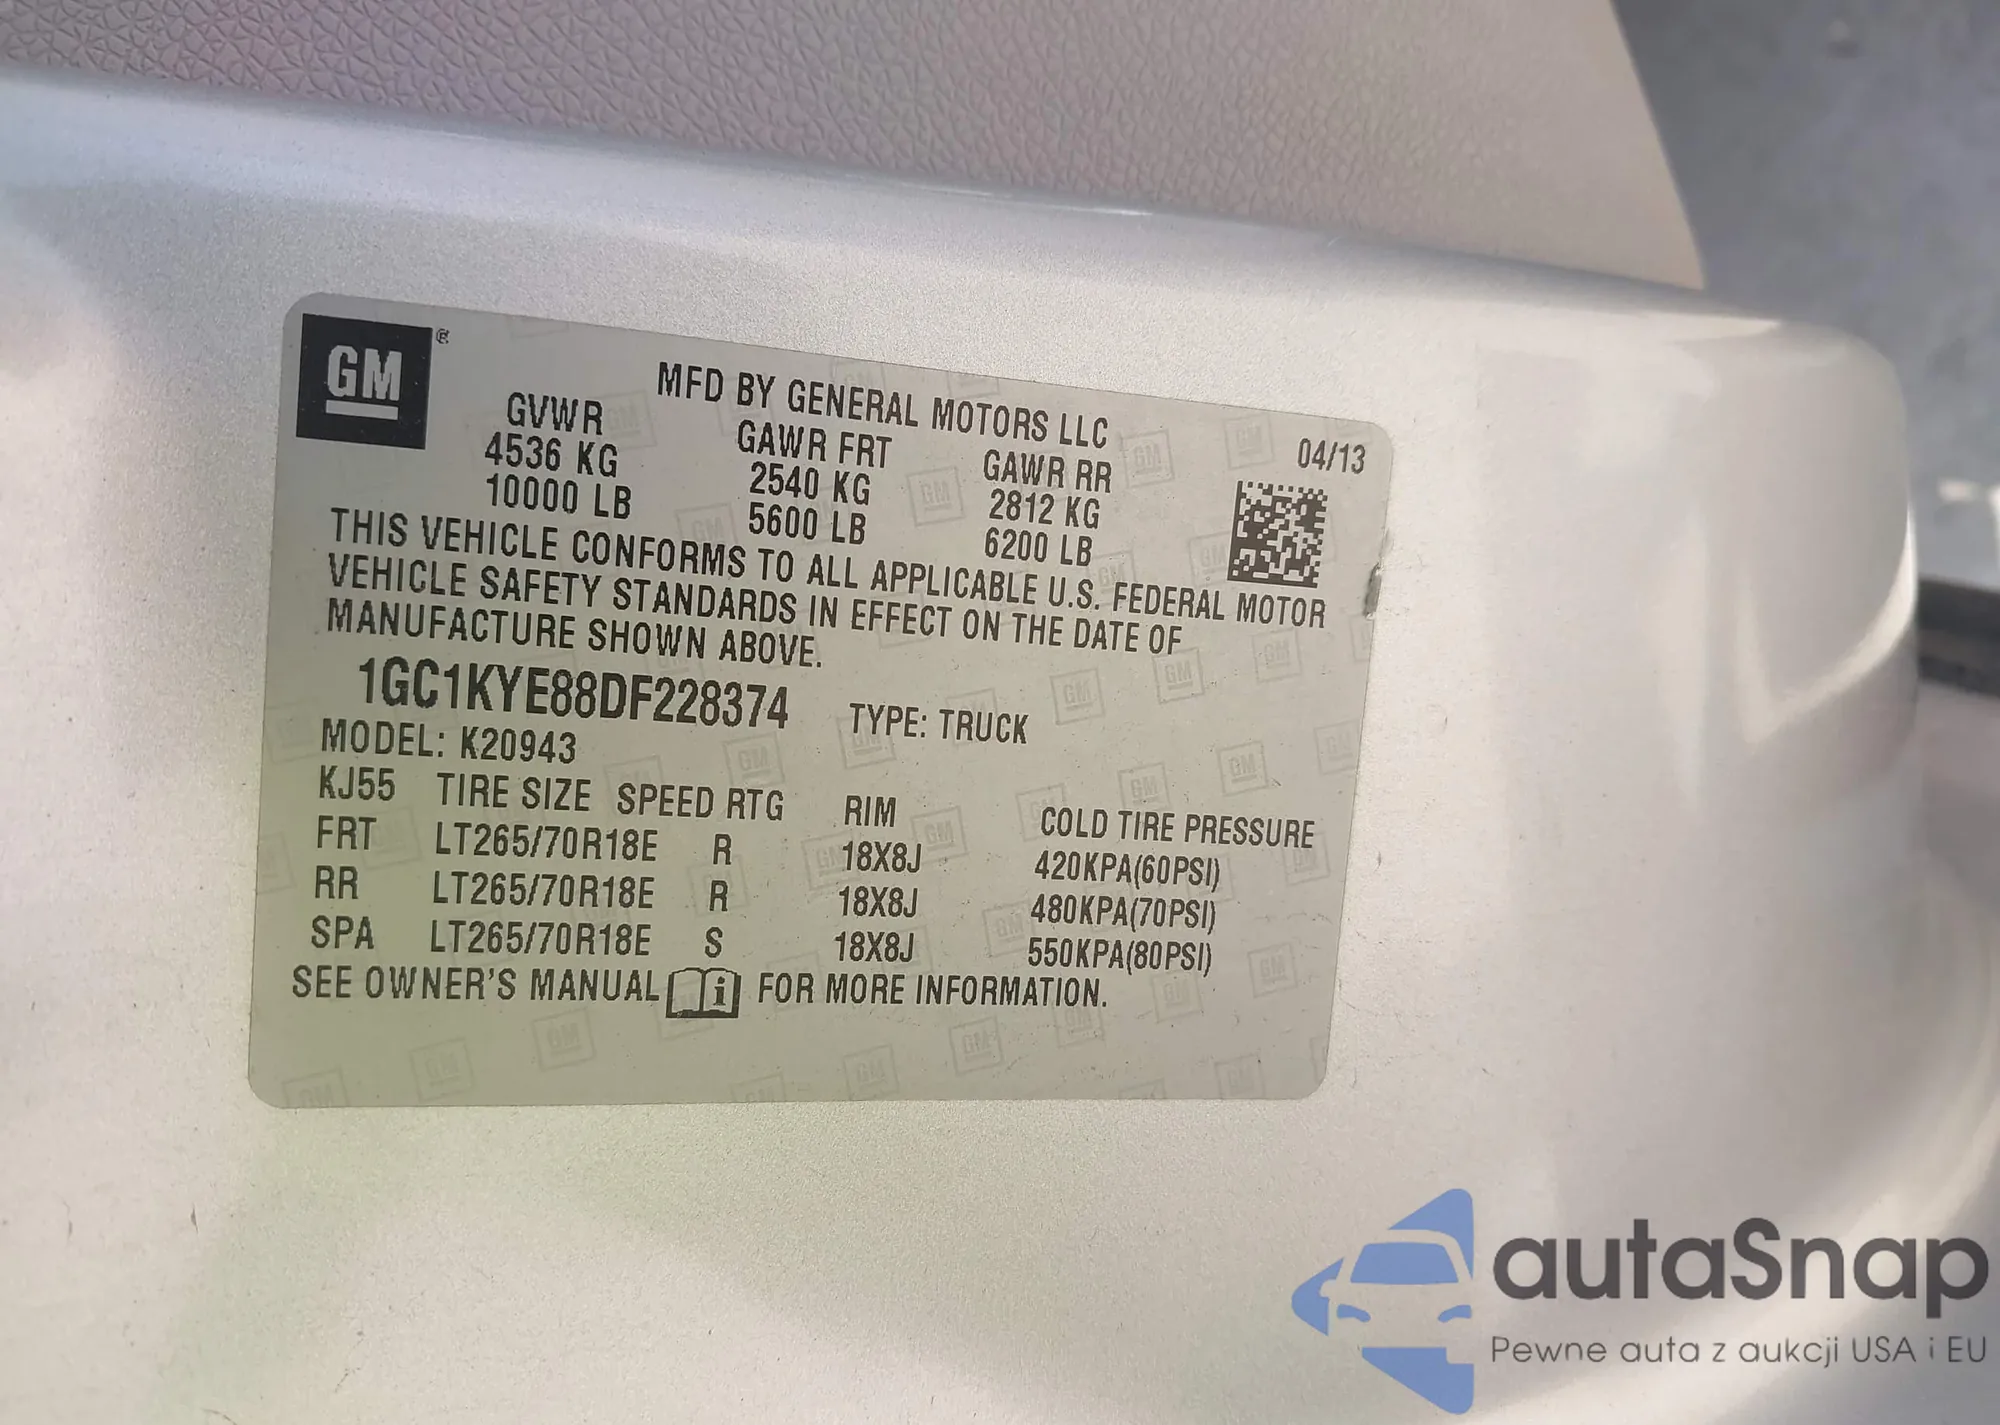 GM
MFD BY GENERAL MOTORS LLC
04/13
GVWR GAWR FRT GAWR RR
4536 KG 2540 KG 2812 KG
10000 LB 5600 LB 6200 LB
THIS VEHICLE CONFORMS TO ALL APPLICABLE U.S. FEDERAL MOTOR
VEHICLE SAFETY STANDARDS IN EFFECT ON THE DATE OF
MANUFACTURE SHOWN ABOVE.
1GC1KYE88DF228374 TYPE: TRUCK
MODEL: K20943
KJ55 TIRE SIZE SPEED RTG RIM COLD TIRE PRESSURE
FRT LT265/70R18E R 18X8J 420KPA(60PSI)
RR LT265/70R18E R 18X8J 480KPA(70PSI)
SPA LT265/70R18E S 18X8J 550KPA(80PSI)
SEE OWNER'S MANUAL i FOR MORE INFORMATION.
autaSnap
Pewne auta z aukcji USA i EU